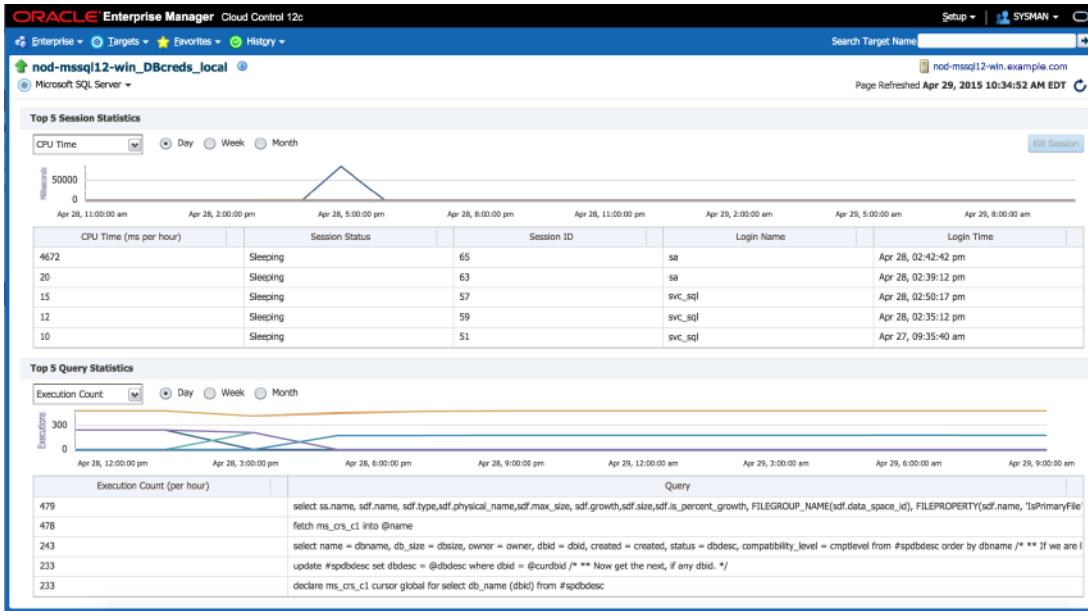 ORACLE Enterprise Manager Cloud Control 12c
Setup SYSMAN
Enterprise Targets Favorites History Search Target Name
nod-mssql12-win_DBcreds_local nod-mssql12-win.example.com
Microsoft SQL Server Page Refreshed Apr 29, 2015 10:34:52 AM EDT
Top 5 Session Statistics
CPU Time Day Week Month Kill Session
Milliseconds
50000
0
Apr 28, 11:00:00 am Apr 28, 2:00:00 pm Apr 28, 5:00:00 pm Apr 28, 8:00:00 pm Apr 28, 11:00:00 pm Apr 29, 2:00:00 am Apr 29, 5:00:00 am Apr 29, 8:00:00 am
CPU Time (ms per hour) Session Status Session ID Login Name Login Time
4672 Sleeping 65 sa Apr 28, 02:42:42 pm
20 Sleeping 63 sa Apr 28, 02:39:12 pm
15 Sleeping 57 svc_sql Apr 28, 02:50:17 pm
12 Sleeping 59 svc_sql Apr 28, 02:35:12 pm
10 Sleeping 51 svc_sql Apr 27, 09:35:40 am
Top 5 Query Statistics
Execution Count Day Week Month
Executions
300
0
Apr 28, 12:00:00 pm Apr 28, 3:00:00 pm Apr 28, 6:00:00 pm Apr 28, 9:00:00 pm Apr 29, 12:00:00 am Apr 29, 3:00:00 am Apr 29, 6:00:00 am Apr 29, 9:00:00 am
Execution Count (per hour) Query
479 select ss.name, sdf.name, sdf.type,sdf.physical_name,sdf.max_size, sdf.growth,sdf.size,sdf.is_percent_growth, FILEGROUP_NAME(sdf.data_space_id), FILEPROPERTY(sdf.name, 'IsPrimaryFile'
478 fetch ms_crs_c1 into @name
243 select name = dbname, db_size = dbsize, owner = owner, dbid = dbid, created = created, status = dbdesc, compatibility_level = cmptlevel from #spdbdesc order by dbname /* ** If we are l
233 update #spdbdesc set dbdesc = @dbdesc where dbid = @curdbid /* ** Now get the next, if any dbid. */
233 declare ms_crs_c1 cursor global for select db_name (dbid) from #spdbdesc